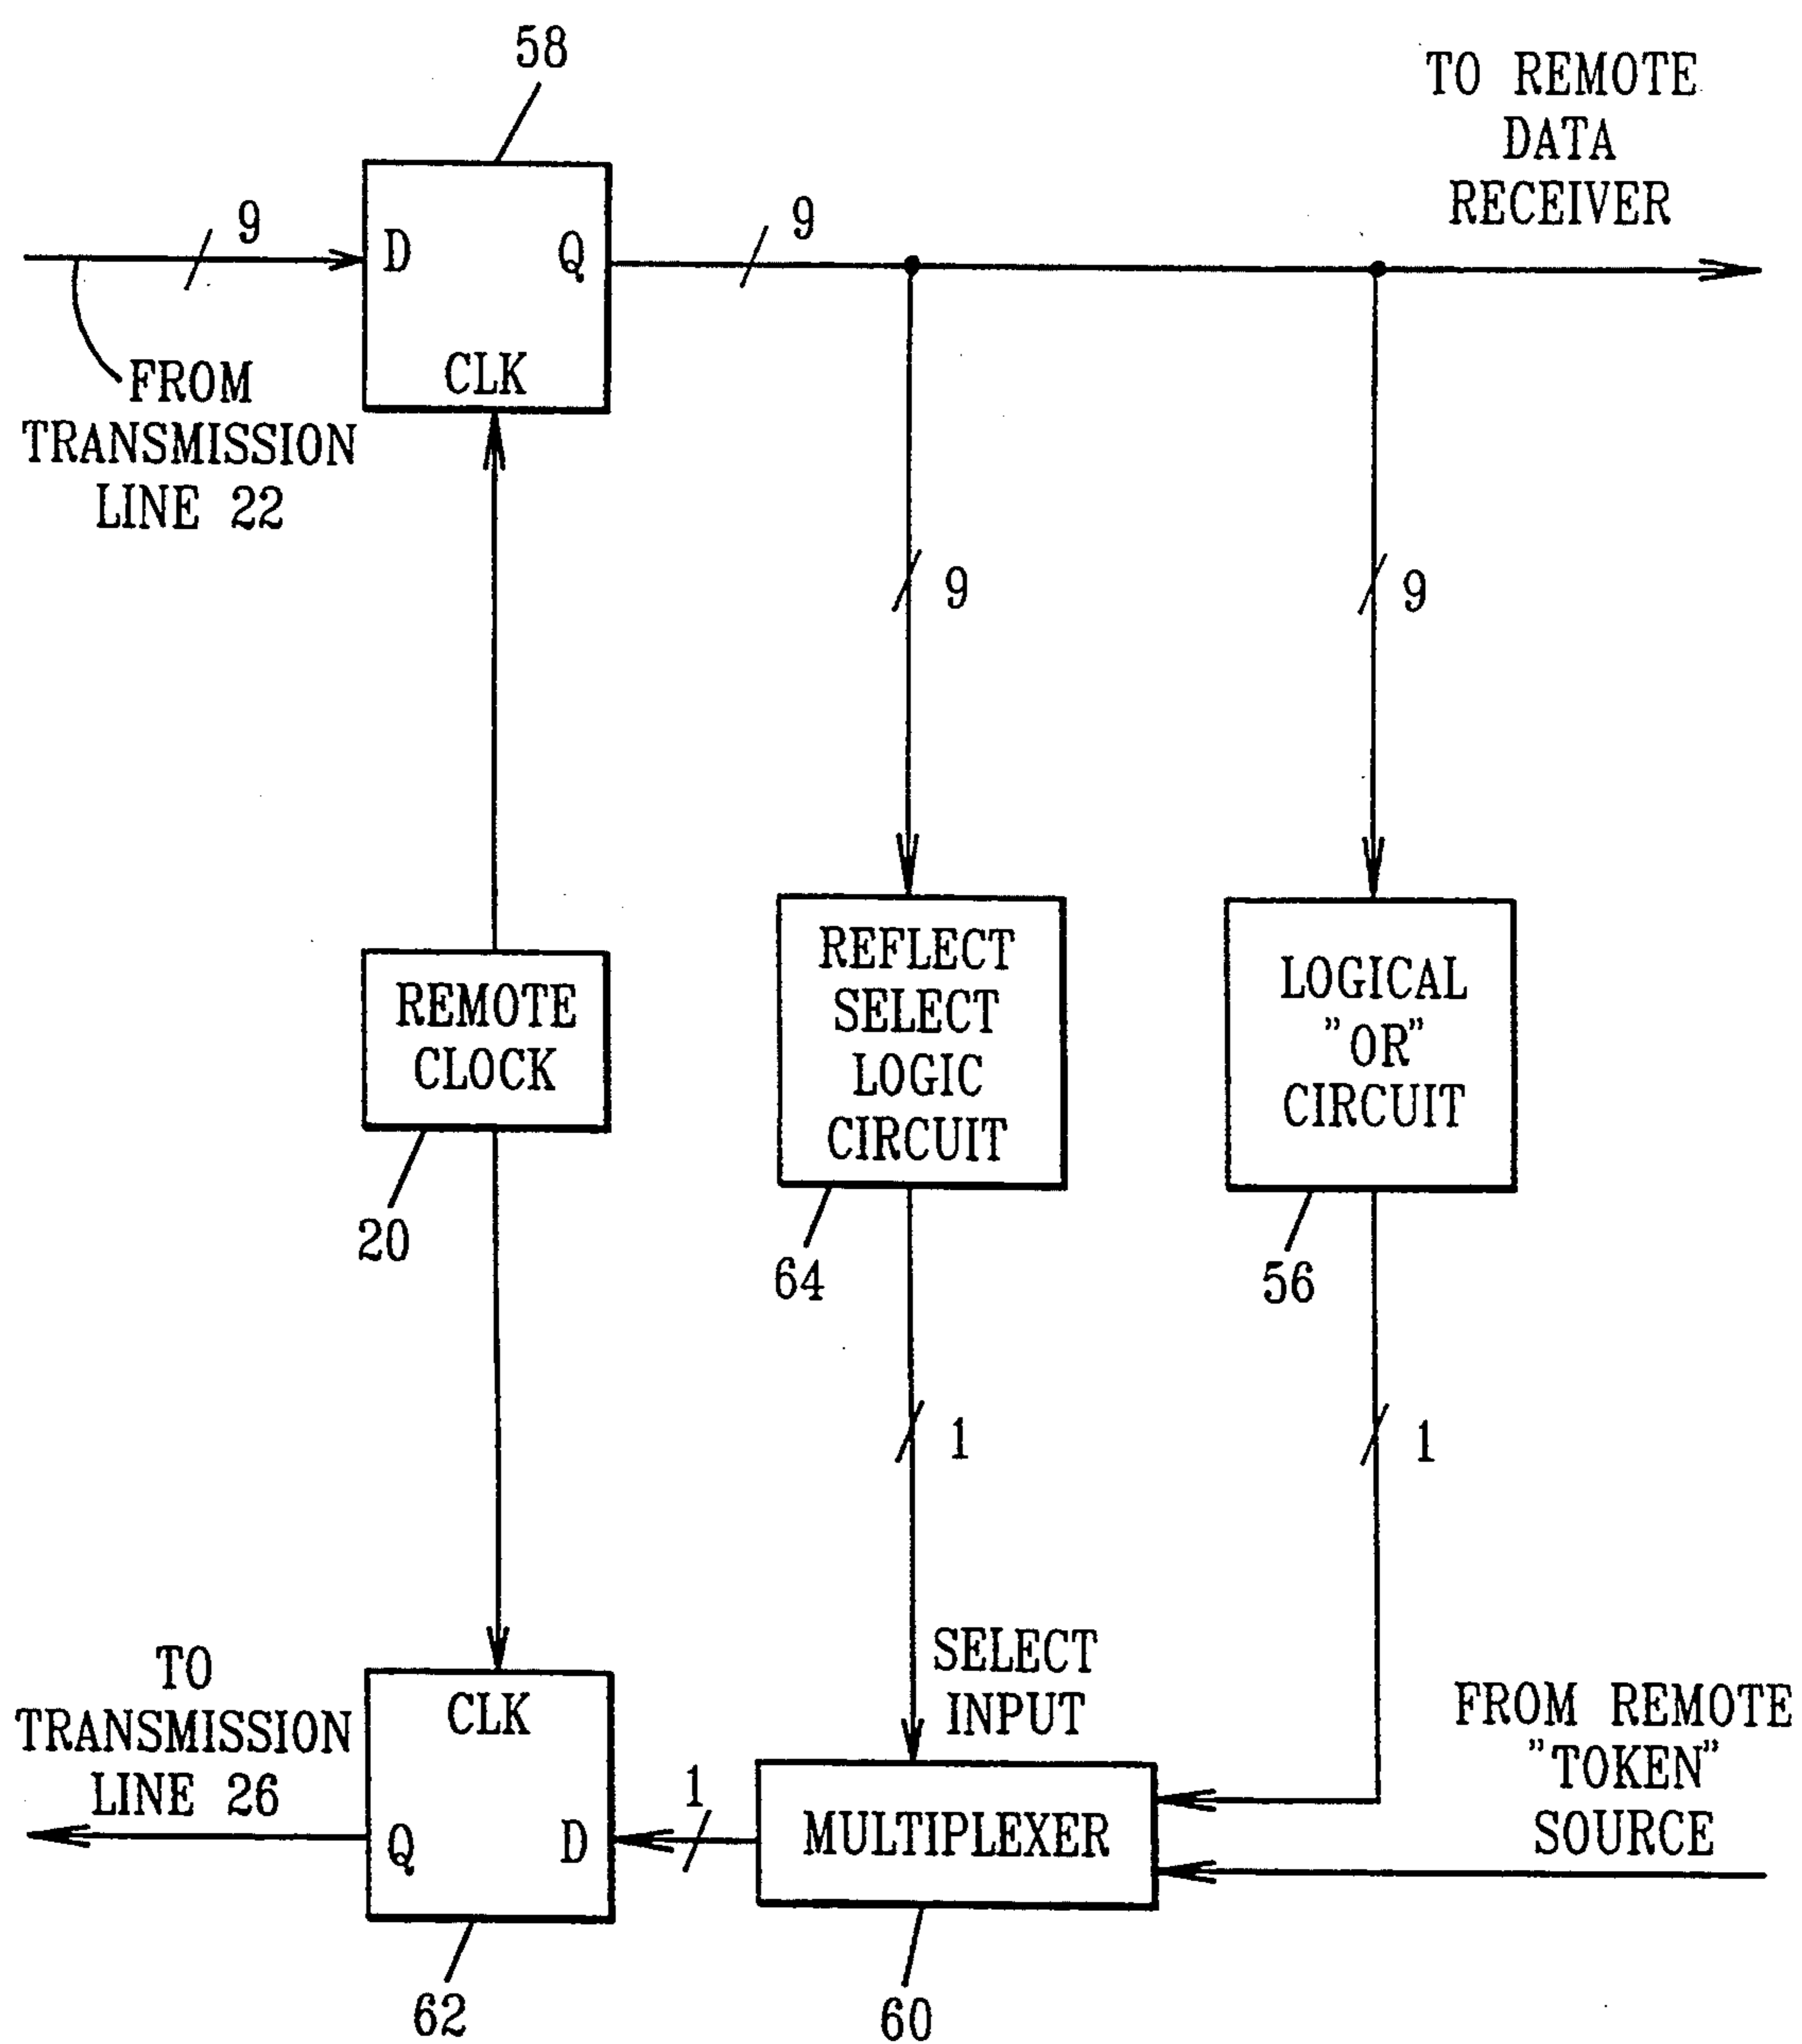 58
TO REMOTE
DATA
RECEIVER
9
9
D
Q
CLK
FROM
TRANSMISSION
LINE 22
9
9
REMOTE
CLOCK
20
REFLECT
SELECT
LOGIC
CIRCUIT
64
LOGICAL
"OR"
CIRCUIT
56
1
1
SELECT
INPUT
TO
TRANSMISSION
LINE 26
CLK
Q
D
1
MULTIPLEXER
FROM REMOTE
"TOKEN"
SOURCE
62
60